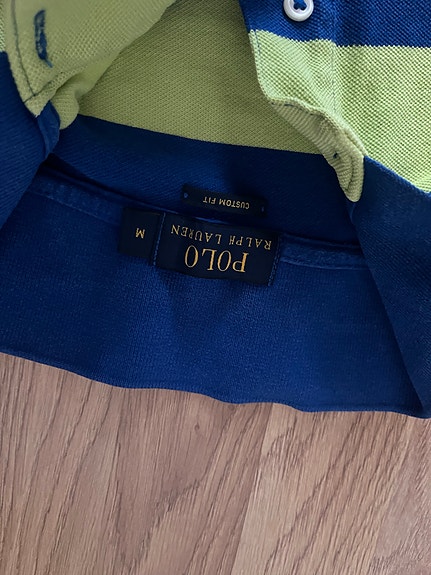 POLO
RALPH LAUREN
M
CUSTOM FIT